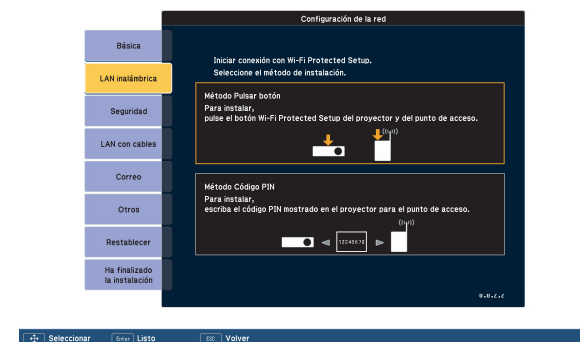 Configuración de la red
Básica
LAN inalámbrica
Seguridad
LAN con cables
Correo
Otros
Restablecer
Ha finalizado
la instalación
Iniciar conexión con Wi-Fi Protected Setup.
Seleccione el método de instalación.
Método Pulsar botón
Para instalar,
pulse el botón Wi-Fi Protected Setup del proyector y del punto de acceso.
Método Código PIN
Para instalar,
escriba el código PIN mostrado en el proyector para el punto de acceso.
12345678
Seleccionar Enter Listo ESC Volver